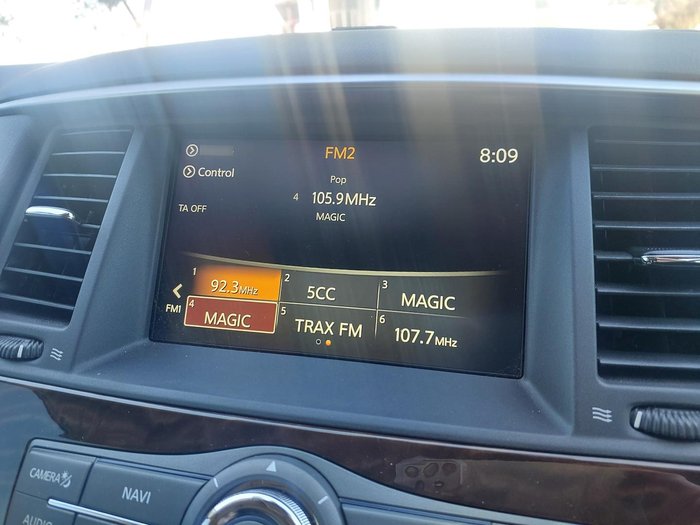 FM2
8:09
Control
Pop
4 105.9MHz
TA OFF
MAGIC
1 92.3MHz
2 5CC
3 MAGIC
FM1
4 MAGIC
5 TRAX FM
6 107.7MHz
CAMERA
NAVI
AUDIO